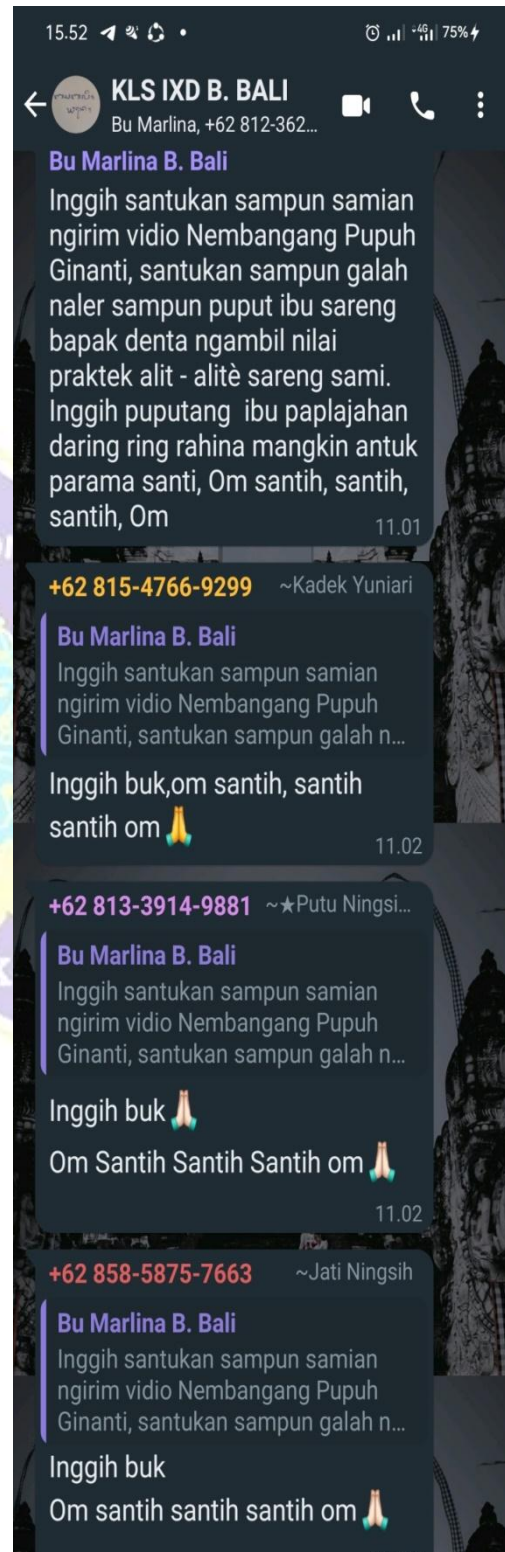 15.52
4G 75%
KLS IXD B. BALI
Bu Marlina, +62 812-362...
Bu Marlina B. Bali
Inggih santukan sampun samian
ngirim vidio Nembangang Pupuh
Ginanti, santukan sampun galah
naler sampun puput ibu sareng
bapak denta ngambil nilai
praktek alit - alitè sareng sami.
Inggih puputang ibu paplajahan
daring ring rahina mangkin antuk
parama santi, Om santih, santih,
santih, Om
11.01
+62 815-4766-9299 ~Kadek Yuniari
Bu Marlina B. Bali
Inggih santukan sampun samian
ngirim vidio Nembangang Pupuh
Ginanti, santukan sampun galah n...
Inggih buk,om santih, santih
santih om🙏
11.02
+62 813-3914-9881 ~★Putu Ningsi...
Bu Marlina B. Bali
Inggih santukan sampun samian
ngirim vidio Nembangang Pupuh
Ginanti, santukan sampun galah n...
Inggih buk🙏🏻
Om Santih Santih Santih om🙏🏻
11.02
+62 858-5875-7663 ~Jati Ningsih
Bu Marlina B. Bali
Inggih santukan sampun samian
ngirim vidio Nembangang Pupuh
Ginanti, santukan sampun galah n...
Inggih buk
Om santih santih santih om🙏🏻